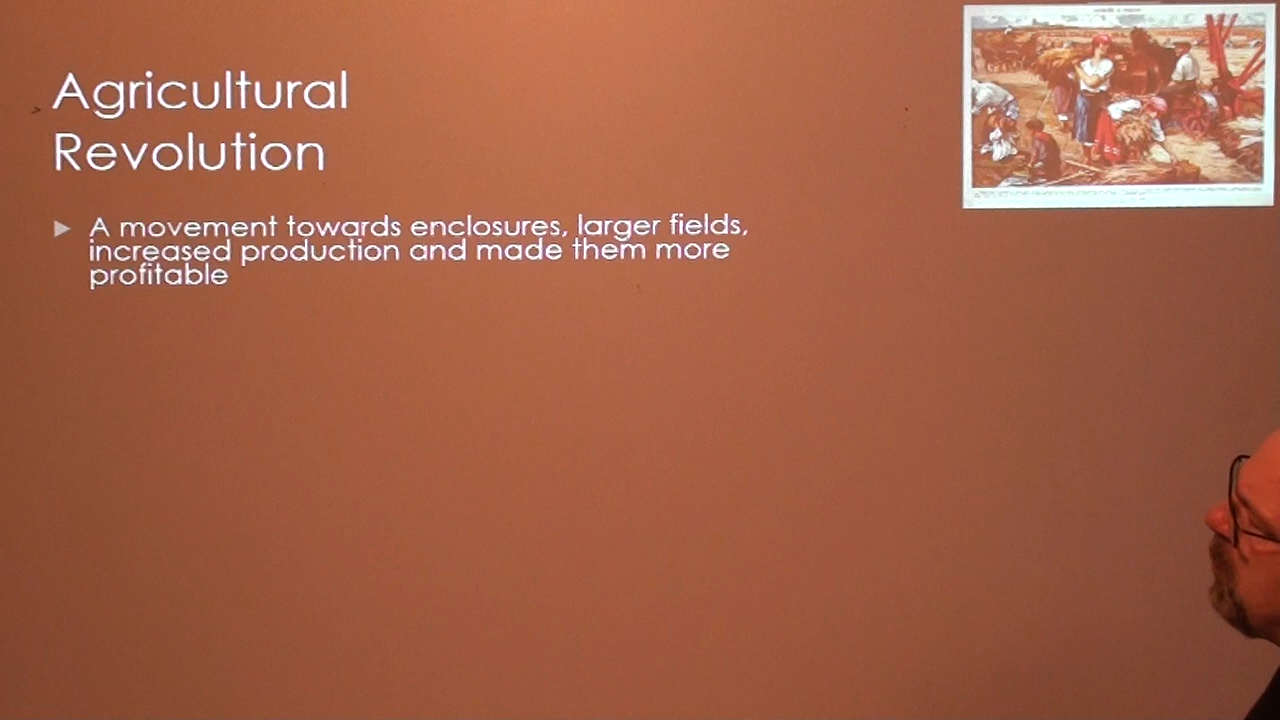 Agricultural
Revolution
A movement towards enclosures, larger fields,
increased production and made them more
profitable